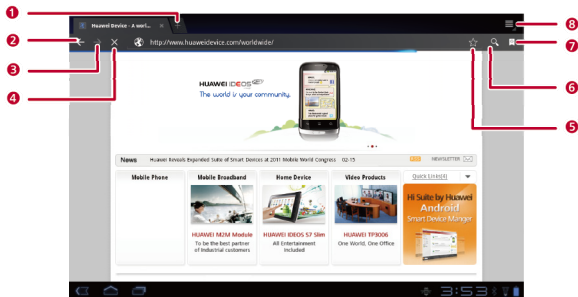 1
Huawei Device - A worl...
8
2
http://www.huaweidevice.com/worldwide/
7
3
4
6
5
HUAWEI IDEOS
The world is your community.
News Huawei Reveals Expanded Suite of Smart Devices at 2011 Mobile World Congress 02-15 NEWSLETTER
Mobile Phone Mobile Broadband Home Device Video Products Quick Links(4)
Hi Suite by Huawei
Android
Smart Device Manger
HUAWEI M2M Module HUAWEI IDEOS S7 Slim HUAWEI TP3006
To be the best partner All Entertainment One World, One Office
of Industrial customers Included
3:53